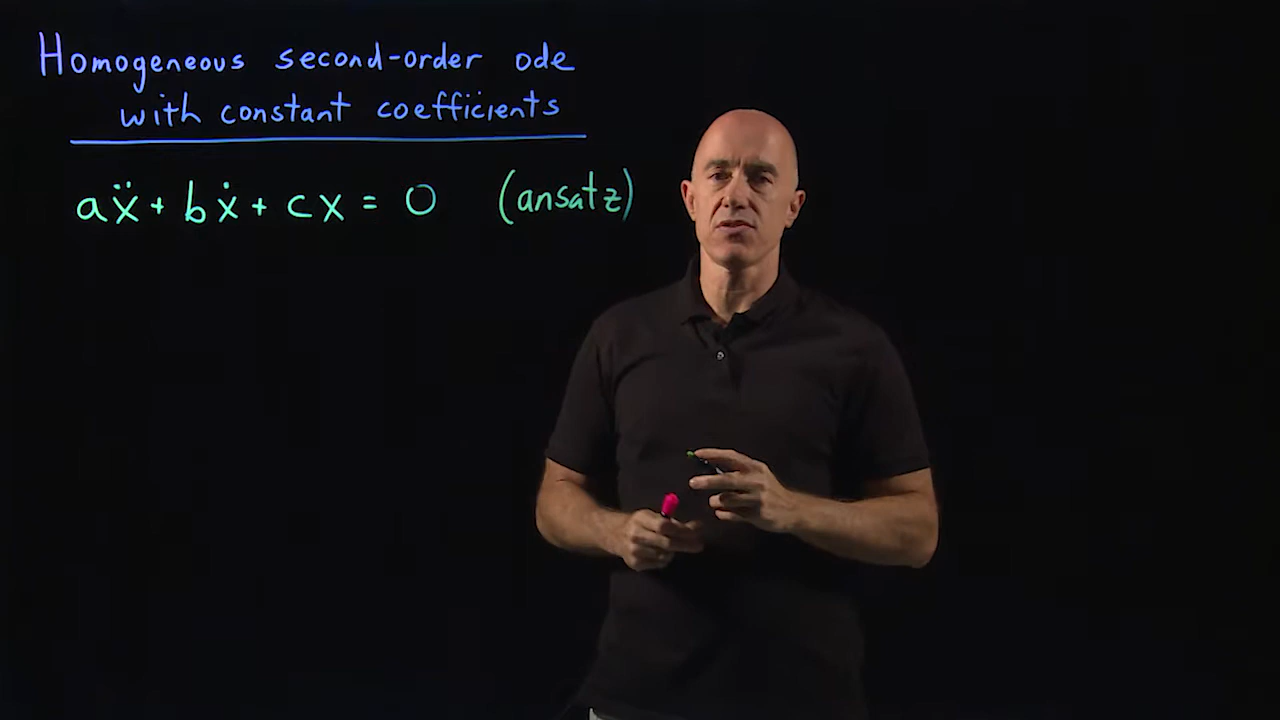 Homogeneous second-order ode
with constant coefficients
aẍ + bẋ + cx = 0 (ansatz)